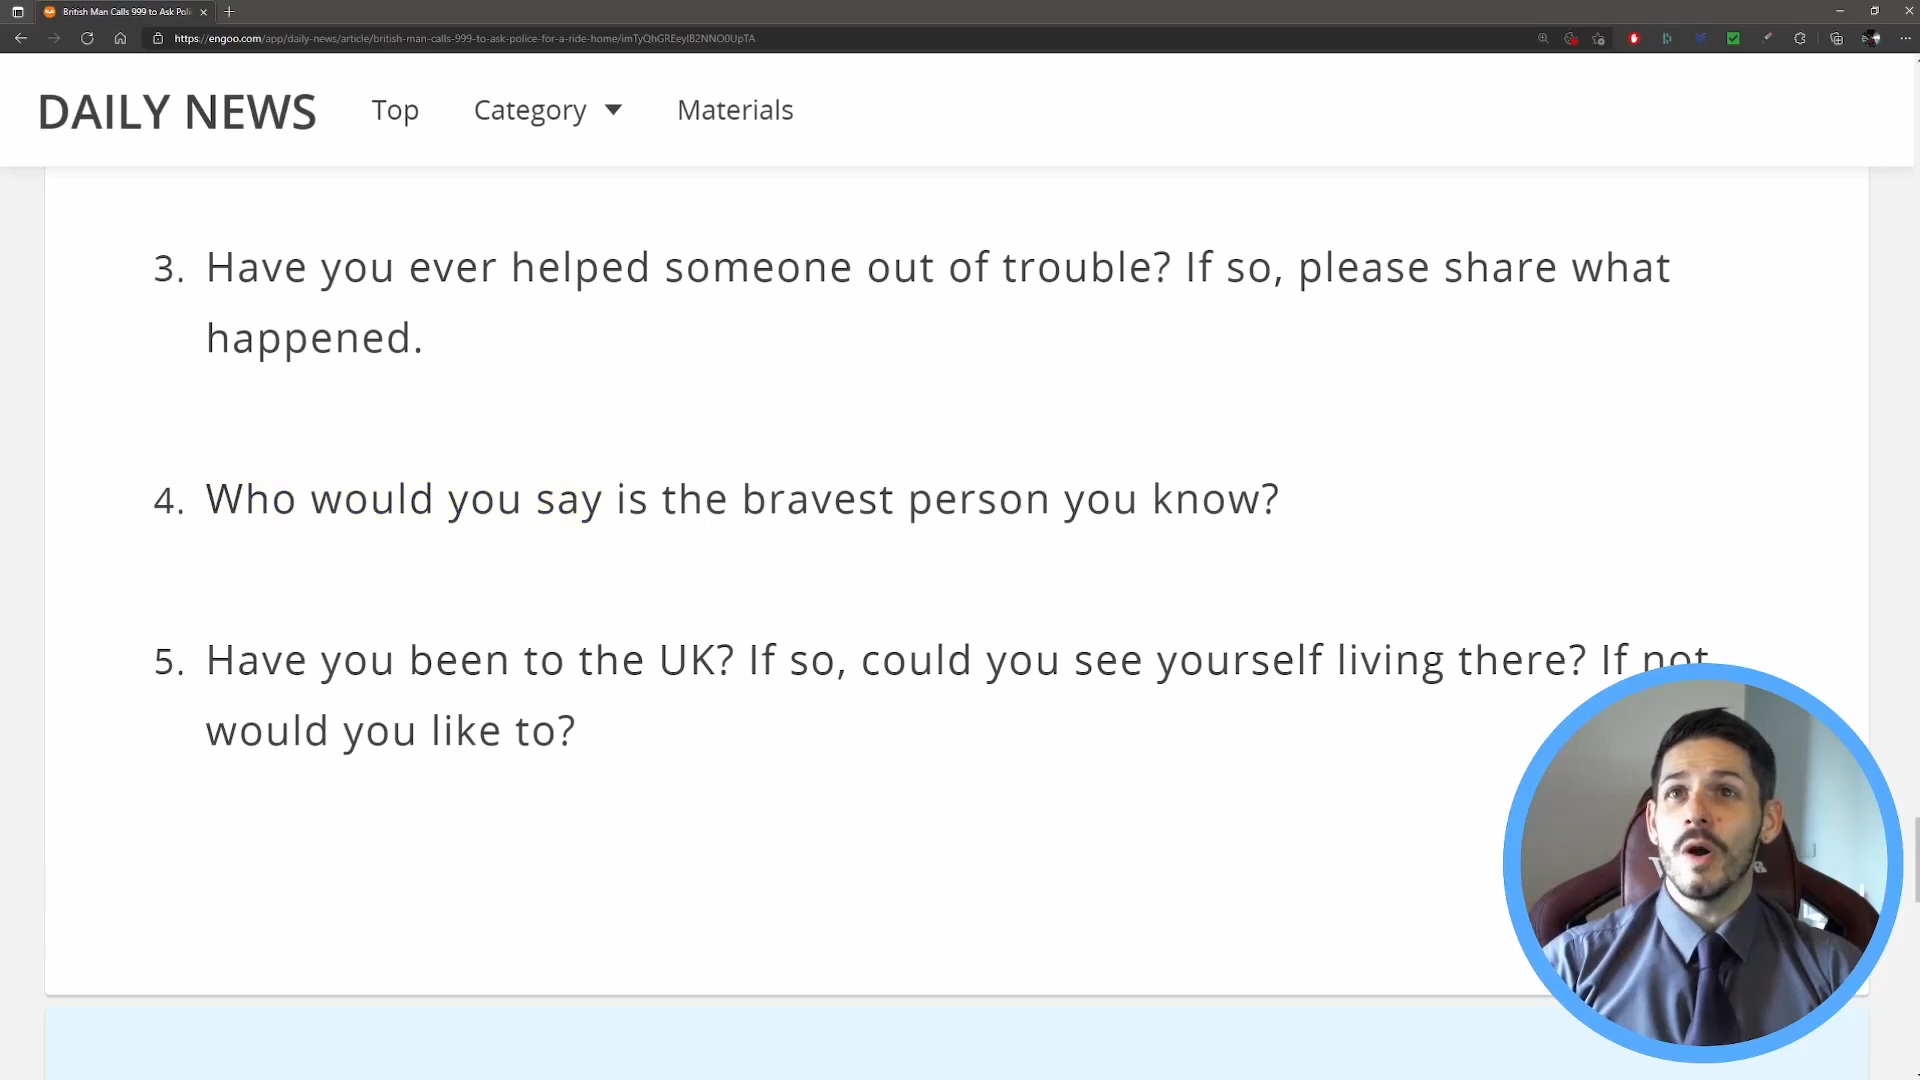 British Man Calls 999 to Ask Poli
https://engoo.com/app/daily-news/article/british-man-calls-999-to-ask-police-for-a-ride-home/imTyQhGREeyIB2NNO0UpTA
DAILY NEWS Top Category Materials
3. Have you ever helped someone out of trouble? If so, please share what
happened.
4. Who would you say is the bravest person you know?
5. Have you been to the UK? If so, could you see yourself living there? If not
would you like to?